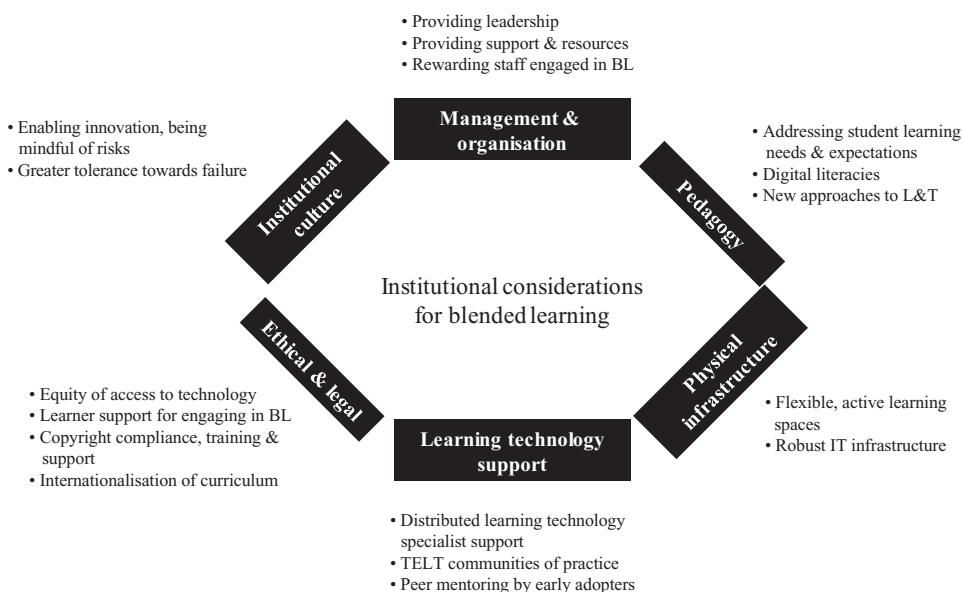 • Providing leadership
• Providing support & resources
• Rewarding staff engaged in BL
Management &
organisation
• Enabling innovation, being
mindful of risks
• Greater tolerance towards failure
Institutional
culture
• Addressing student learning
needs & expectations
• Digital literacies
• New approaches to L&T
Pedagogy
Institutional considerations
for blended learning
Ethical & legal
• Equity of access to technology
• Learner support for engaging in BL
• Copyright compliance, training &
support
• Internationalisation of curriculum
Physical
infrastructure
• Flexible, active learning
spaces
• Robust IT infrastructure
Learning technology
support
• Distributed learning technology
specialist support
• TELT communities of practice
• Peer mentoring by early adopters